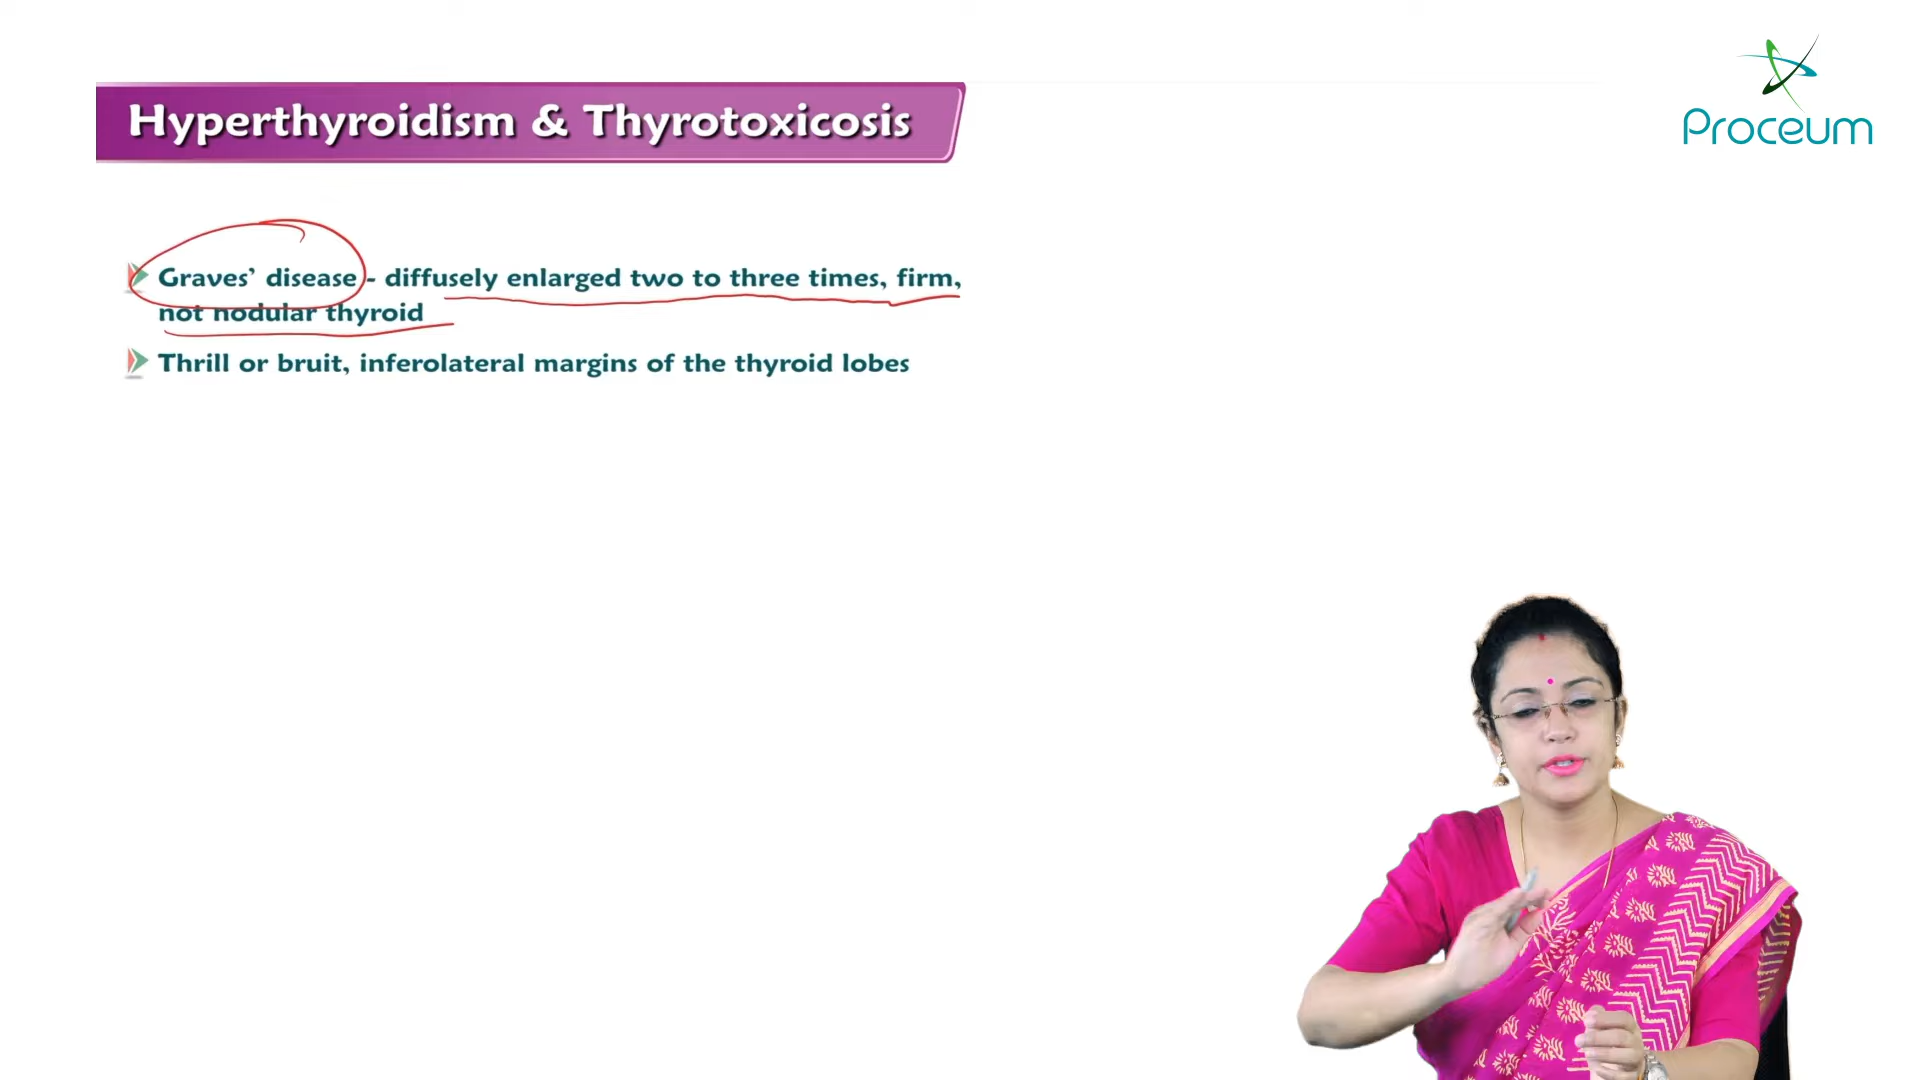 Proceum
Hyperthyroidism & Thyrotoxicosis
Graves’ disease - diffusely enlarged two to three times, firm,
not nodular thyroid
Thrill or bruit, inferolateral margins of the thyroid lobes